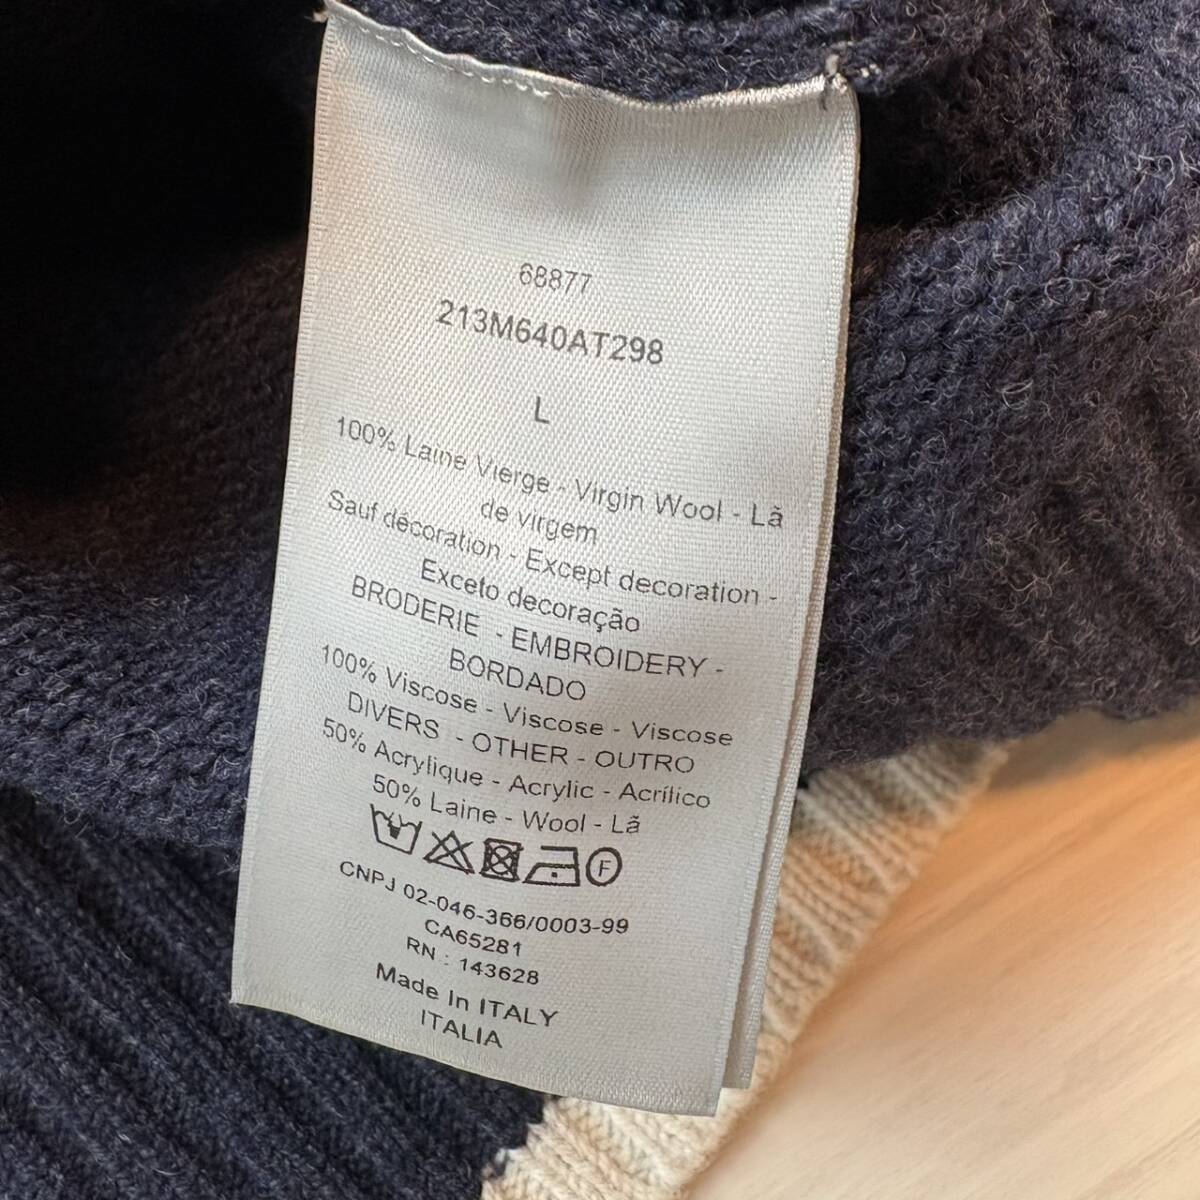 68877
213M640AT298
L
100% Laine Vierge - Virgin Wool - Lã
de virgem
Sauf décoration - Except decoration -
Exceto decoração
BRODERIE - EMBROIDERY -
BORDADO
100% Viscose - Viscose - Viscose
DIVERS - OTHER - OUTRO
50% Acrylique - Acrylic - Acrílico
50% Laine - Wool - Lã
F
CNPJ 02-046-366/0003-99
CA65281
RN : 143628
Made In ITALY
ITALIA